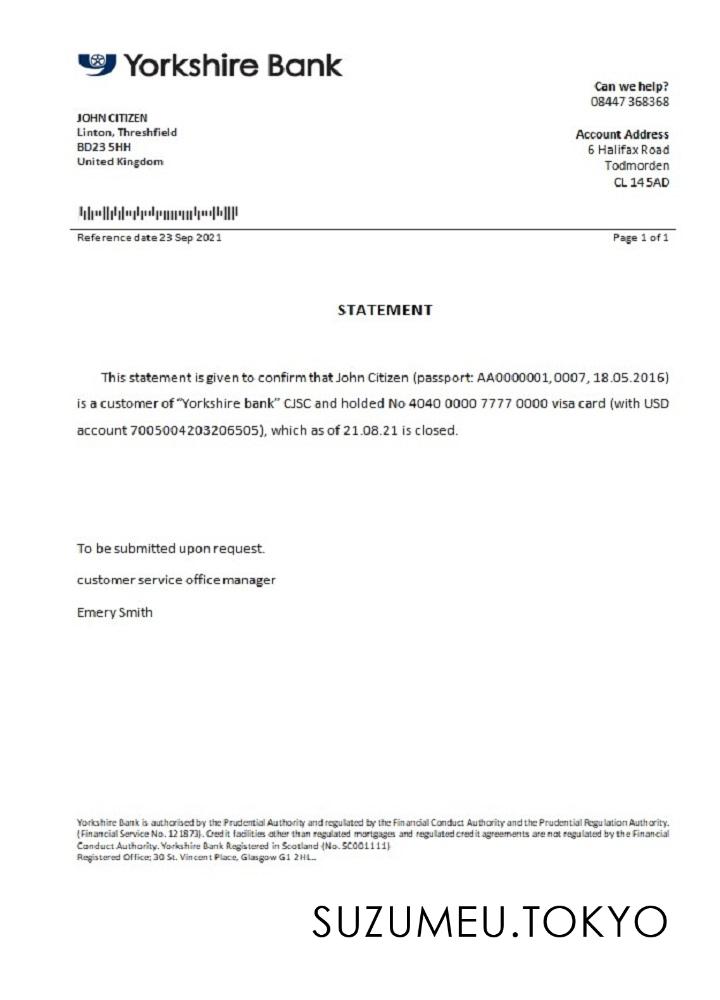 Yorkshire Bank
Can we help?
08447 368368
JOHN CITIZEN
Linton, Threshfield
BD23 5HH
United Kingdom
Account Address
6 Halifax Road
Todmorden
CL 14 5AD
Reference date 23 Sep 2021
Page 1 of 1
STATEMENT
This statement is given to confirm that John Citizen (passport: AA0000001, 0007, 18.05.2016)
is a customer of "Yorkshire bank" CJSC and holded No 4040 0000 7777 0000 visa card (with USD
account 7005004203206505), which as of 21.08.21 is closed.
To be submitted upon request.
customer service office manager
Emery Smith
Yorkshire Bank is authorised by the Prudential Authority and regulated by the Financial Conduct Authority and the Prudential Regulation Authority.
(Financial Service No. 121873). Credit facilities other than regulated mortgages and regulated credit agreements are not regulated by the Financial
Conduct Authority. Yorkshire Bank Registered in Scotland (No. SC001111)
Registered Office; 30 St. Vincent Place, Glasgow G1 2HL..
SUZUMEU.TOKYO